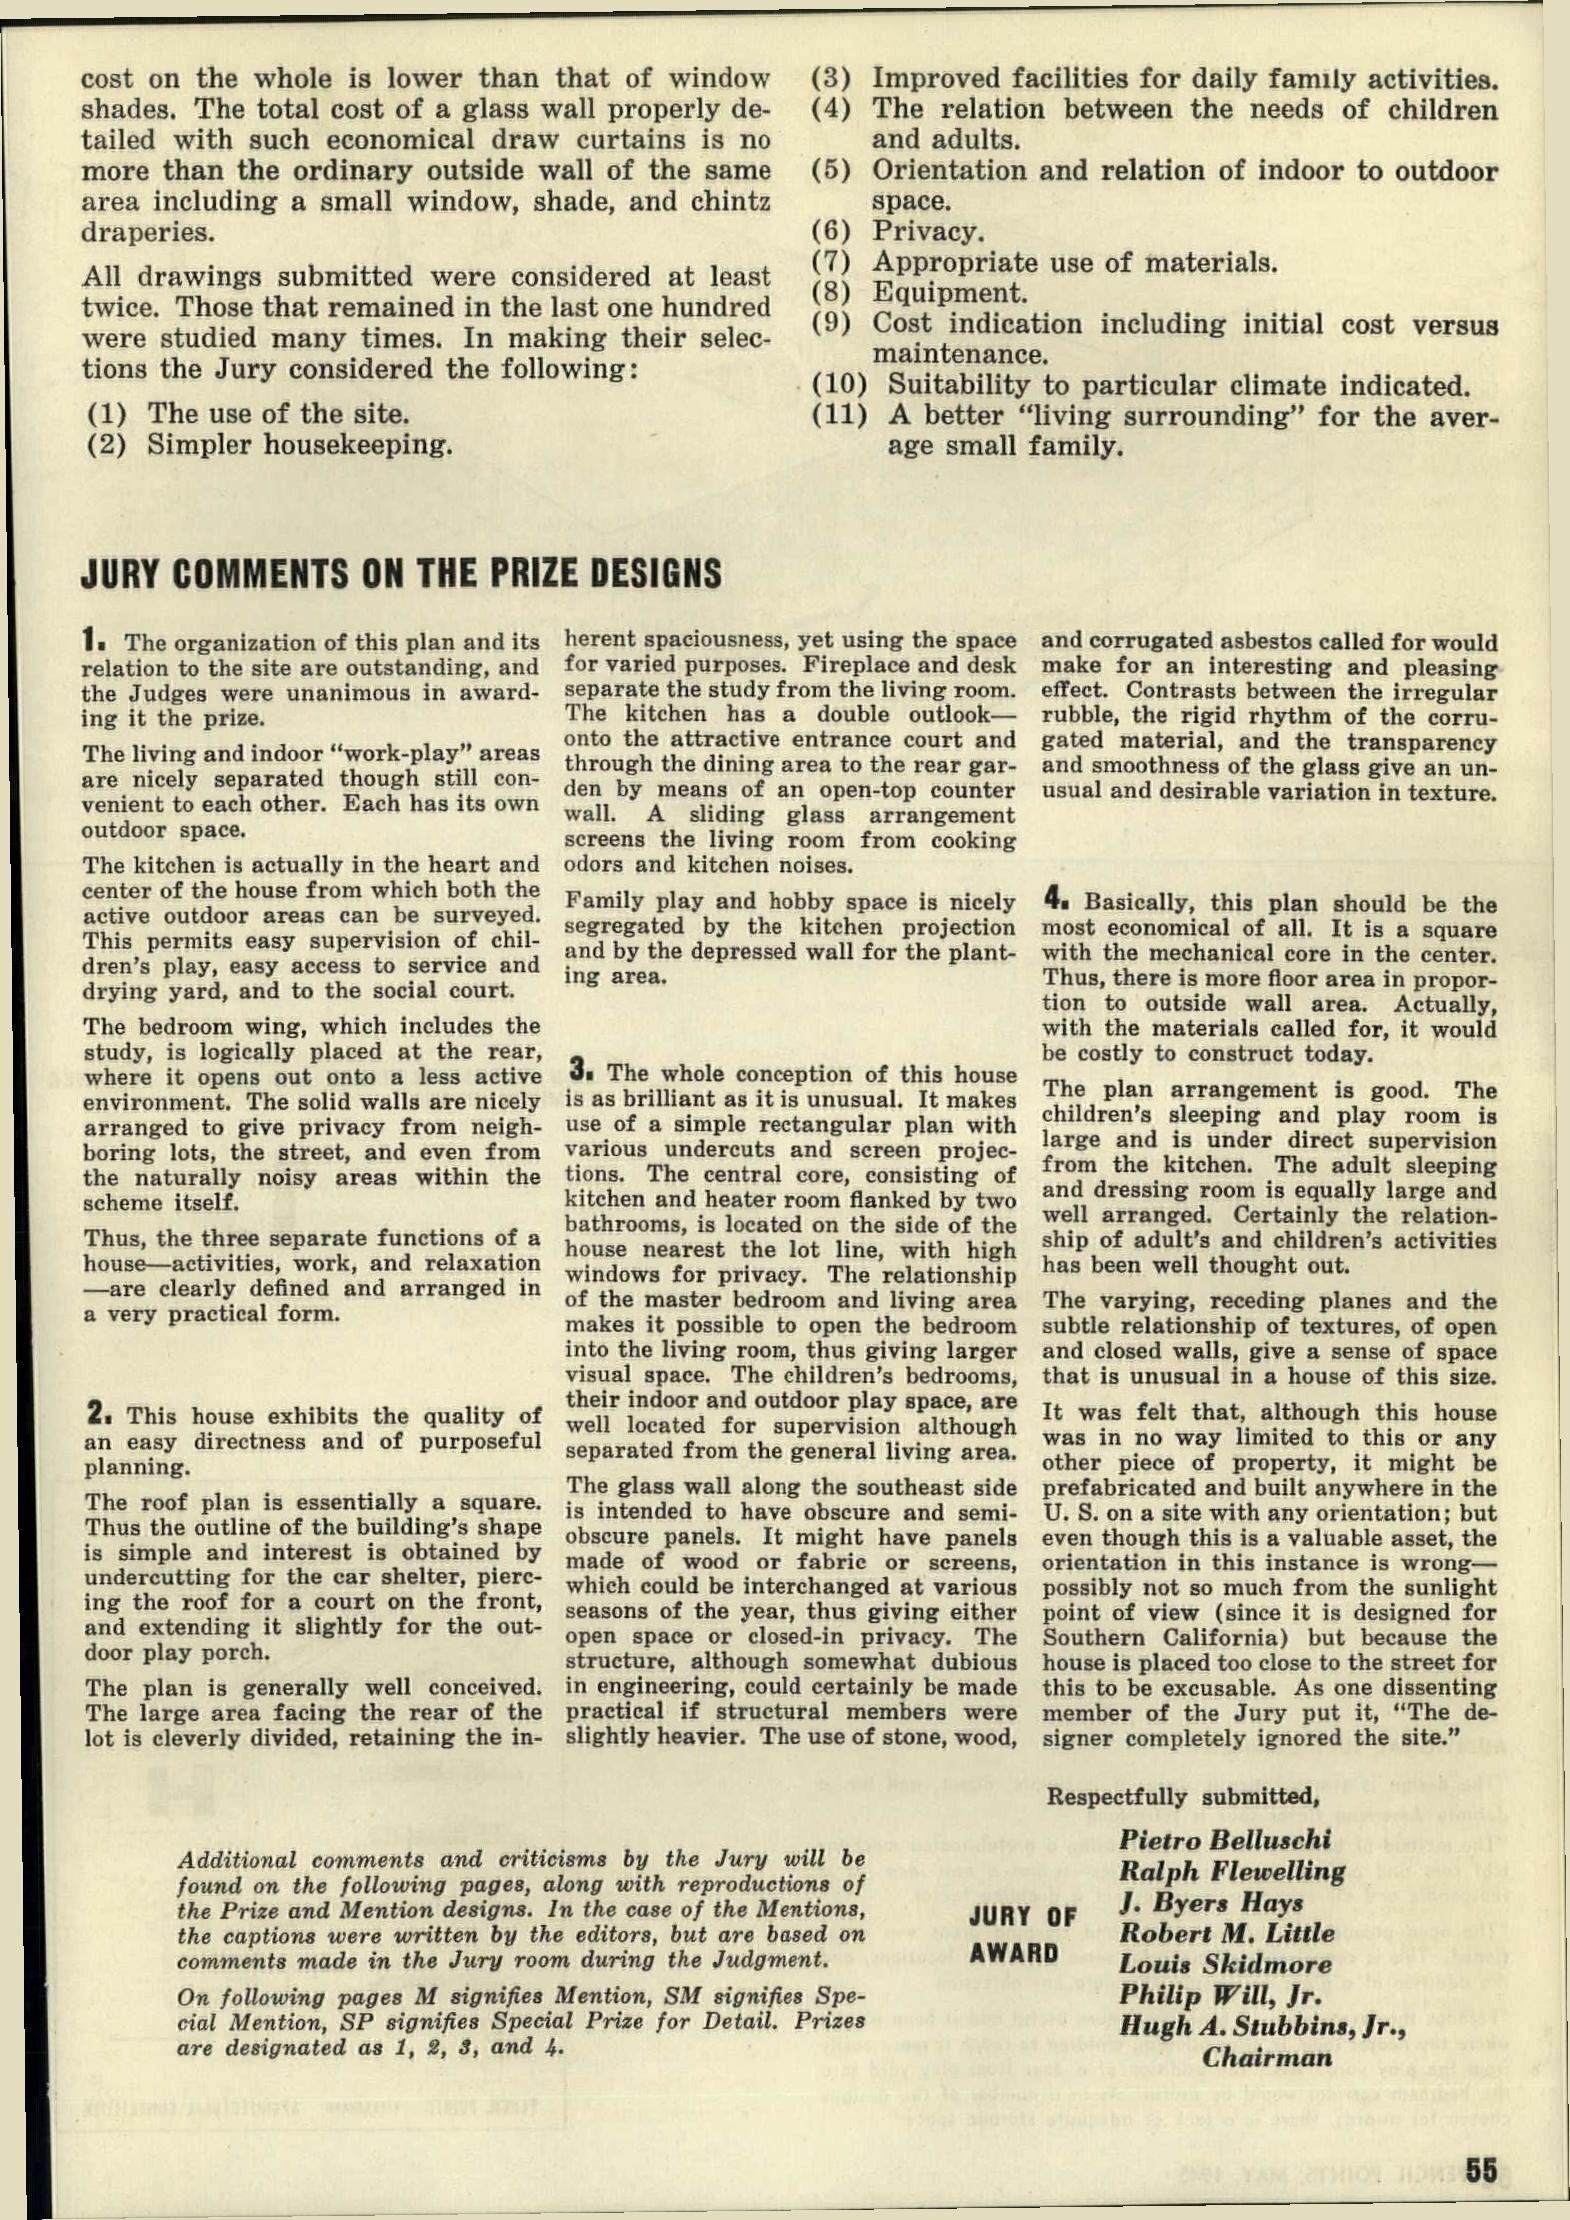 cost on the whole is lower than that of window
shades. The total cost of a glass wall properly de-
tailed with such economical draw curtains is no
more than the ordinary outside wall of the same
area including a small window, shade, and chintz
draperies.
All drawings submitted were considered at least
twice. Those that remained in the last one hundred
were studied many times. In making their selec-
tions the Jury considered the following:
(1) The use of the site.
(2) Simpler housekeeping.
(3) Improved facilities for daily family activities.
(4) The relation between the needs of children
and adults.
(5) Orientation and relation of indoor to outdoor
space.
(6) Privacy.
(7) Appropriate use of materials.
(8) Equipment.
(9) Cost indication including initial cost versus
maintenance.
(10) Suitability to particular climate indicated.
(11) A better “living surrounding” for the aver-
age small family.
JURY COMMENTS ON THE PRIZE DESIGNS
1. The organization of this plan and its
relation to the site are outstanding, and
the Judges were unanimous in award-
ing it the prize.
The living and indoor “work-play” areas
are nicely separated though still con-
venient to each other. Each has its own
outdoor space.
The kitchen is actually in the heart and
center of the house from which both the
active outdoor areas can be surveyed.
This permits easy supervision of chil-
dren's play, easy access to service and
drying yard, and to the social court.
The bedroom wing, which includes the
study, is logically placed at the rear,
where it opens out onto a less active
environment. The solid walls are nicely
arranged to give privacy from neigh-
boring lots, the street, and even from
the naturally noisy areas within the
scheme itself.
Thus, the three separate functions of a
house—activities, work, and relaxation
—are clearly defined and arranged in
a very practical form.
2. This house exhibits the quality of
an easy directness and of purposeful
planning.
The roof plan is essentially a square.
Thus the outline of the building's shape
is simple and interest is obtained by
undercutting for the car shelter, pierc-
ing the roof for a court on the front,
and extending it slightly for the out-
door play porch.
The plan is generally well conceived.
The large area facing the rear of the
lot is cleverly divided, retaining the in-
herent spaciousness, yet using the space
for varied purposes. Fireplace and desk
separate the study from the living room.
The kitchen has a double outlook—
onto the attractive entrance court and
through the dining area to the rear gar-
den by means of an open-top counter
wall. A sliding glass arrangement
screens the living room from cooking
odors and kitchen noises.
Family play and hobby space is nicely
segregated by the kitchen projection
and by the depressed wall for the plant-
ing area.
3. The whole conception of this house
is as brilliant as it is unusual. It makes
use of a simple rectangular plan with
various undercuts and screen projec-
tions. The central core, consisting of
kitchen and heater room flanked by two
bathrooms, is located on the side of the
house nearest the lot line, with high
windows for privacy. The relationship
of the master bedroom and living area
makes it possible to open the bedroom
into the living room, thus giving larger
visual space. The children's bedrooms,
their indoor and outdoor play space, are
well located for supervision although
separated from the general living area.
The glass wall along the southeast side
is intended to have obscure and semi-
obscure panels. It might have panels
made of wood or fabric or screens,
which could be interchanged at various
seasons of the year, thus giving either
open space or closed-in privacy. The
structure, although somewhat dubious
in engineering, could certainly be made
practical if structural members were
slightly heavier. The use of stone, wood,
and corrugated asbestos called for would
make for an interesting and pleasing
effect. Contrasts between the irregular
rubble, the rigid rhythm of the corru-
gated material, and the transparency
and smoothness of the glass give an un-
usual and desirable variation in texture.
4. Basically, this plan should be the
most economical of all. It is a square
with the mechanical core in the center.
Thus, there is more floor area in propor-
tion to outside wall area. Actually,
with the materials called for, it would
be costly to construct today.
The plan arrangement is good. The
children's sleeping and play room is
large and is under direct supervision
from the kitchen. The adult sleeping
and dressing room is equally large and
well arranged. Certainly the relation-
ship of adult's and children's activities
has been well thought out.
The varying, receding planes and the
subtle relationship of textures, of open
and closed walls, give a sense of space
that is unusual in a house of this size.
It was felt that, although this house
was in no way limited to this or any
other piece of property, it might be
prefabricated and built anywhere in the
U. S. on a site with any orientation; but
even though this is a valuable asset, the
orientation in this instance is wrong—
possibly not so much from the sunlight
point of view (since it is designed for
Southern California) but because the
house is placed too close to the street for
this to be excusable. As one dissenting
member of the Jury put it, “The de-
signer completely ignored the site.”
Respectfully submitted,
Additional comments and criticisms by the Jury will be
found on the following pages, along with reproductions of
the Prize and Mention designs. In the case of the Mentions,
the captions were written by the editors, but are based on
comments made in the Jury room during the Judgment.
On following pages M signifies Mention, SM signifies Spe-
cial Mention, SP signifies Special Prize for Detail. Prizes
are designated as 1, 2, 3, and 4.
JURY OF
AWARD
Pietro Belluschi
Ralph Flewelling
J. Byers Hays
Robert M. Little
Louis Skidmore
Philip Will, Jr.
Hugh A. Stubbins, Jr.,
Chairman
55